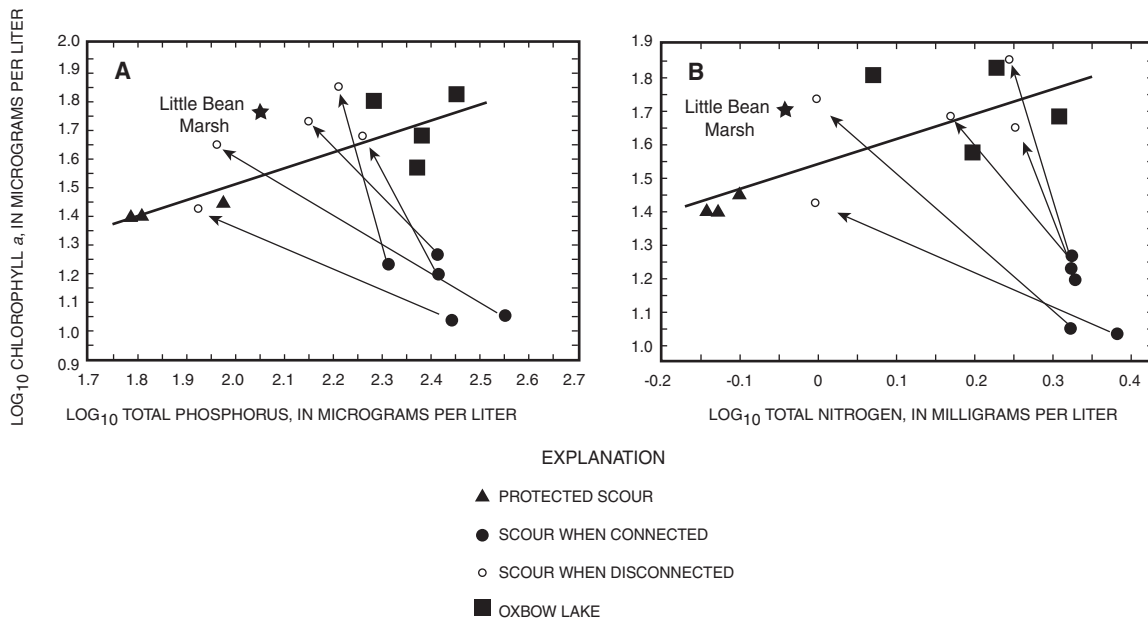 LOG10 CHLOROPHYLL a, IN MICROGRAMS PER LITER
A
2.0
1.9
1.8
1.7
1.6
1.5
1.4
1.3
1.2
1.1
1.0
0.9
Little Bean
Marsh
1.7 1.8 1.9 2.0 2.1 2.2 2.3 2.4 2.5 2.6 2.7
LOG10 TOTAL PHOSPHORUS, IN MICROGRAMS PER LITER
B
1.9
1.8
1.7
1.6
1.5
1.4
1.3
1.2
1.1
1.0
Little Bean
Marsh
-0.2 -0.1 0 0.1 0.2 0.3 0.4
LOG10 TOTAL NITROGEN, IN MILLIGRAMS PER LITER
EXPLANATION
PROTECTED SCOUR
SCOUR WHEN CONNECTED
SCOUR WHEN DISCONNECTED
OXBOW LAKE